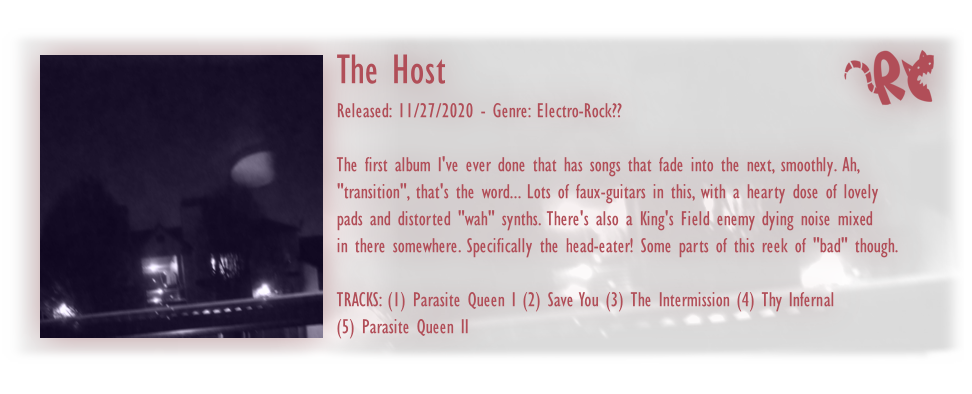 The Host
RC
Released: 11/27/2020 - Genre: Electro-Rock??
The first album I've ever done that has songs that fade into the next, smoothly. Ah,
"transition", that's the word... Lots of faux-guitars in this, with a hearty dose of lovely
pads and distorted "wah" synths. There's also a King's Field enemy dying noise mixed
in there somewhere. Specifically the head-eater! Some parts of this reek of "bad" though.
TRACKS: (1) Parasite Queen I (2) Save You (3) The Intermission (4) Thy Infernal
(5) Parasite Queen II